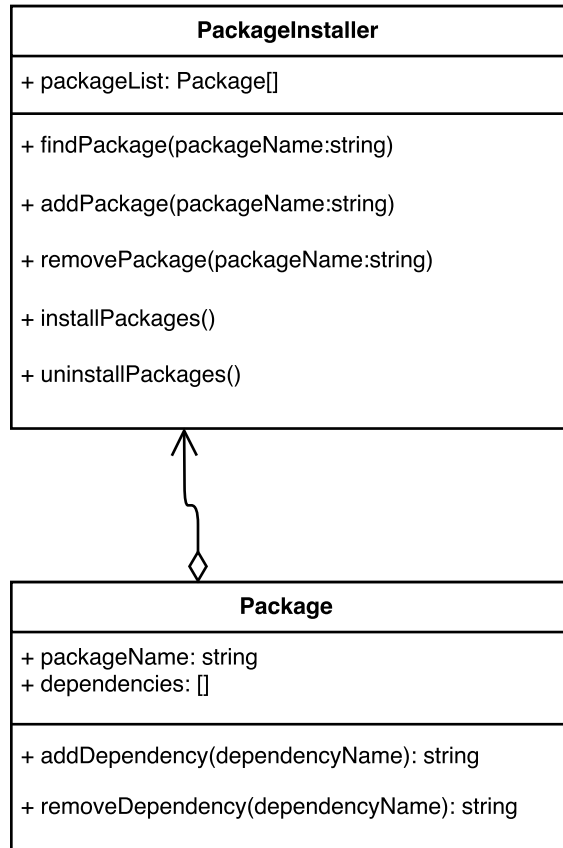 PackageInstaller
+ packageList: Package[]
+ findPackage(packageName:string)
+ addPackage(packageName:string)
+ removePackage(packageName:string)
+ installPackages()
+ uninstallPackages()
Package
+ packageName: string
+ dependencies: []
+ addDependency(dependencyName): string
+ removeDependency(dependencyName): string